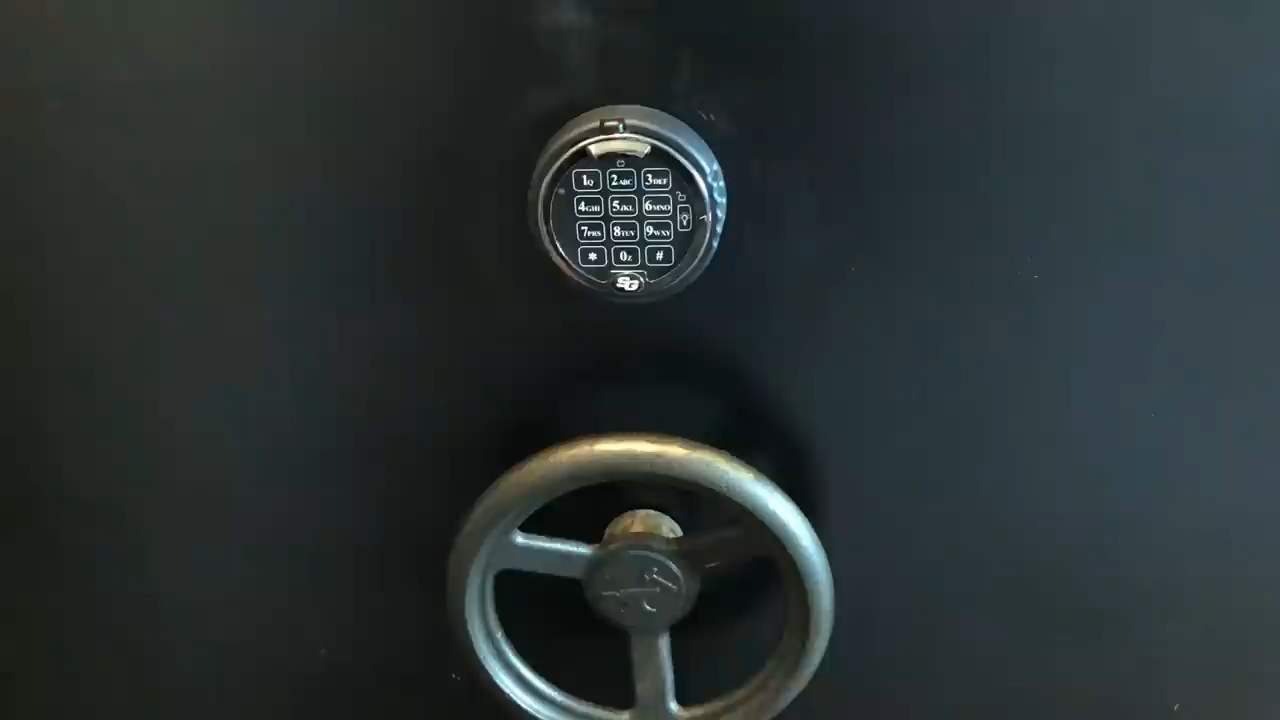 1Q 2ABC 3DEF
4GHI 5JKL 6MNO
7PRS 8TUV 9WXY
* 0Z #
SG